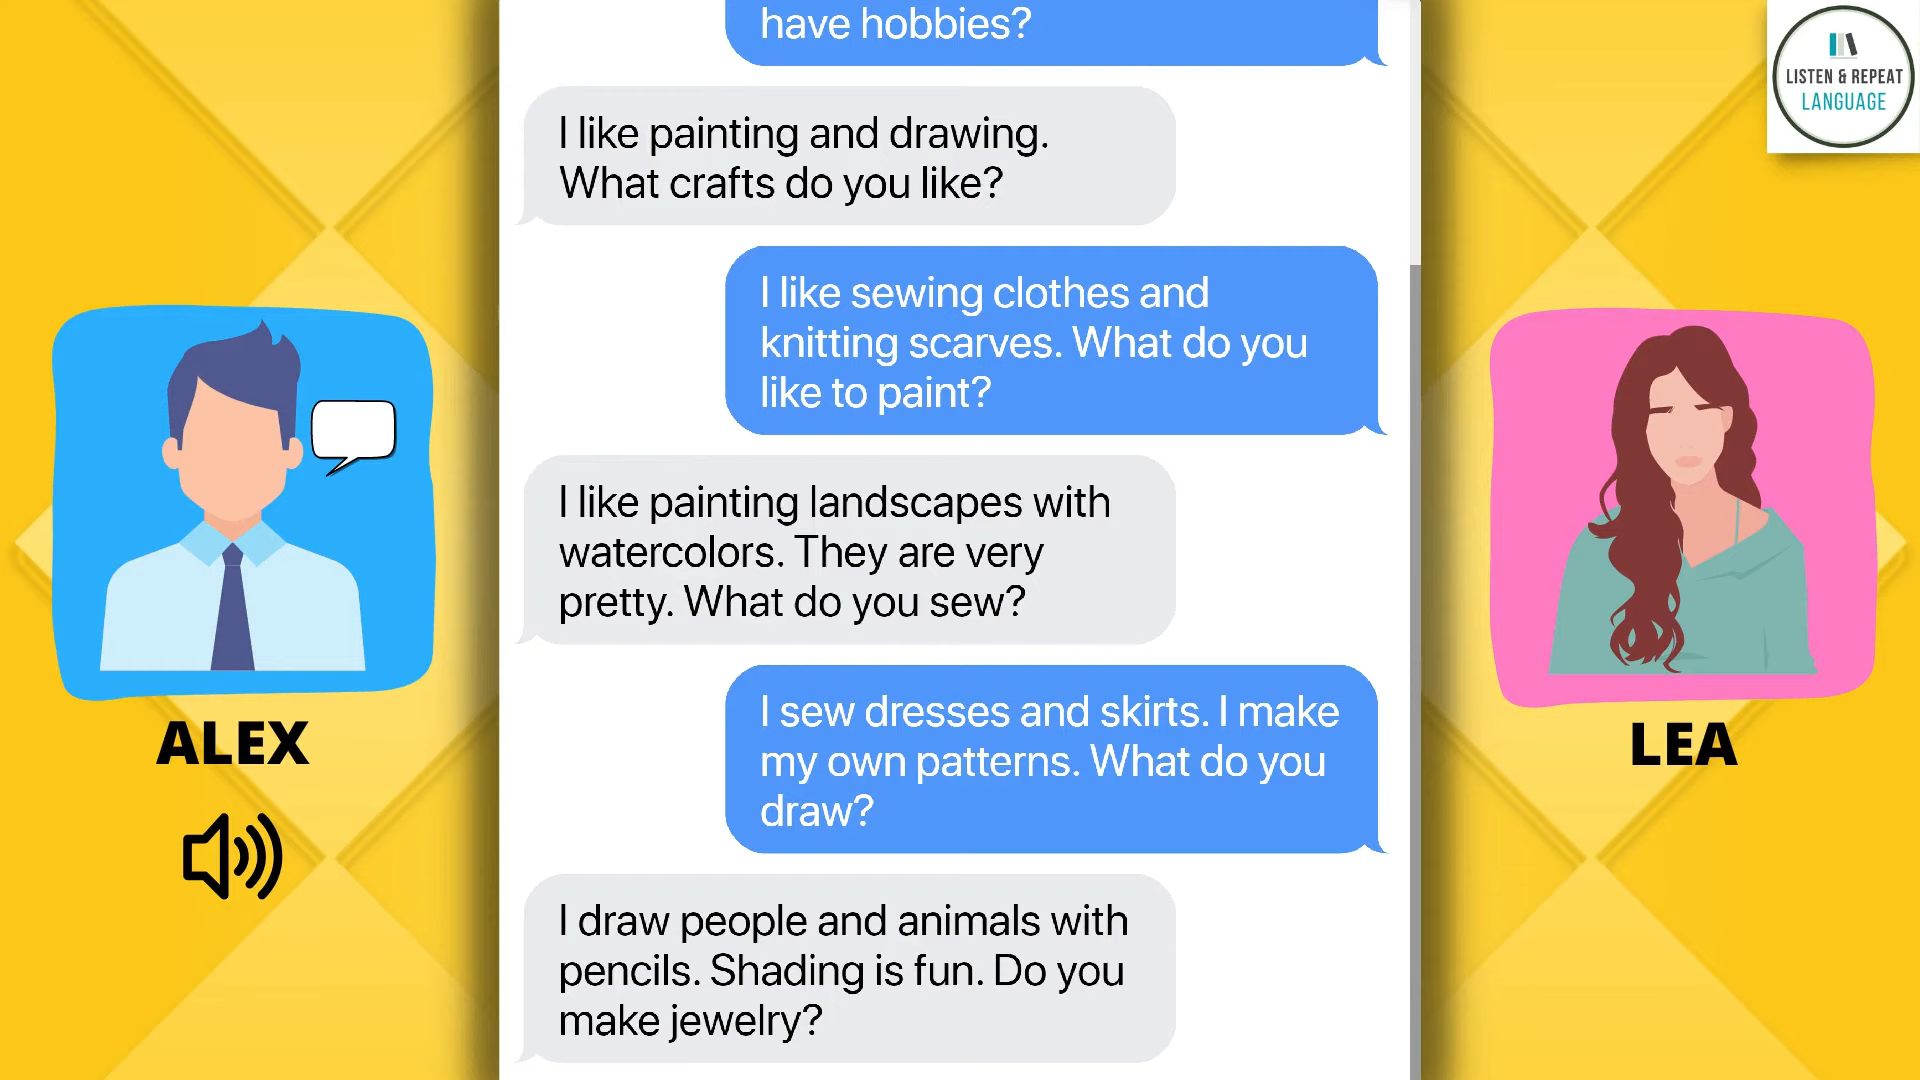 have hobbies?
I like painting and drawing.
What crafts do you like?
I like sewing clothes and
knitting scarves. What do you
like to paint?
I like painting landscapes with
watercolors. They are very
pretty. What do you sew?
I sew dresses and skirts. I make
my own patterns. What do you
draw?
I draw people and animals with
pencils. Shading is fun. Do you
make jewelry?
ALEX
LEA
LISTEN & REPEAT
LANGUAGE